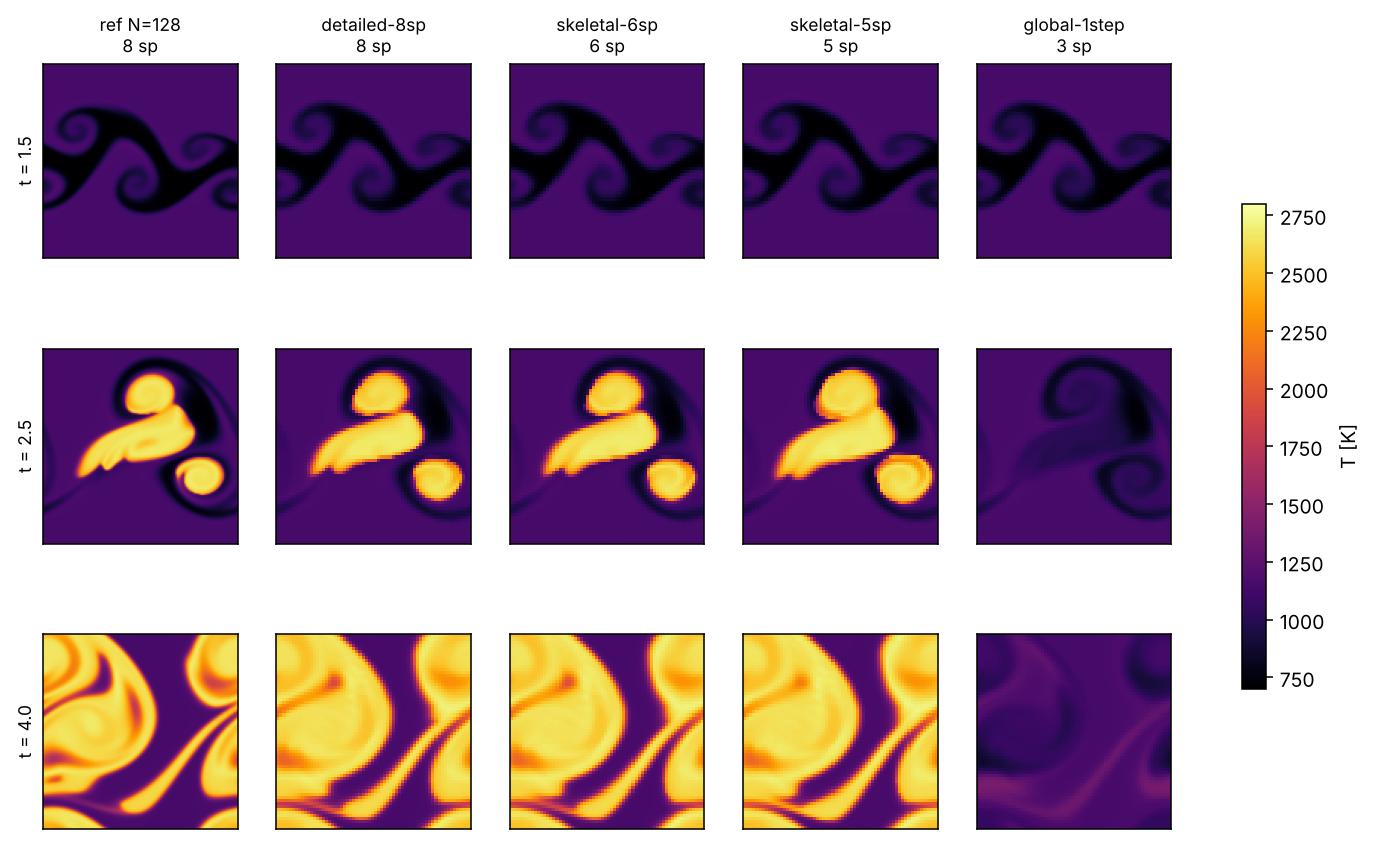 ref N=128
8 sp
detailed-8sp
8 sp
skeletal-6sp
6 sp
skeletal-5sp
5 sp
global-1step
3 sp
t = 1.5
t = 2.5
t = 4.0
2750
2500
2250
2000
1750
1500
1250
1000
750
T [K]